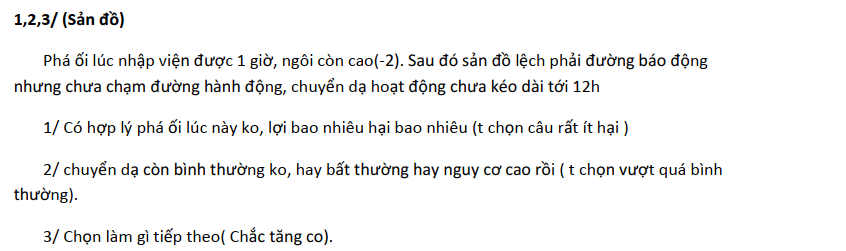 1,2,3/ (Sản đồ)
Phá ối lúc nhập viện được 1 giờ, ngôi còn cao(-2). Sau đó sản đồ lệch phải đường báo động
nhưng chưa chạm đường hành động, chuyển dạ hoạt động chưa kéo dài tới 12h
1/ Có hợp lý phá ối lúc này ko, lợi bao nhiêu hại bao nhiêu (t chọn câu rất ít hại )
2/ chuyển dạ còn bình thường ko, hay bất thường hay nguy cơ cao rồi ( t chọn vượt quá bình
thường).
3/ Chọn làm gì tiếp theo( Chắc tăng co).